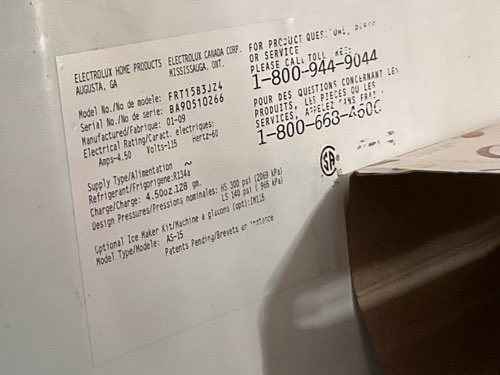 ELECTROLUX HOME PRODUCTS
AUGUSTA, GA
ELECTROLUX CANADA CORP.
MISSISSAUGA, ONT.
FOR PRODUCT
OR SERVICE
PLEASE CALL TOLL
1-800-944-9044
Model No./No de modele: FRT15B3JZ4
Serial No./No de serie: BA90510266
Manufactured/Fabrique: 01-09
Electrical Rating/Caract. electriques:
Amps-4.50 Volts-115 Hertz-60
POUR DES QUESTIONS CONCERNANT LES
PRODUITS, LES PIECES OU LES
SERVICES, APPELEZ SANS FRAIS
1-800-668-4606
Supply Type/Alimentation ~
Refrigerant/Frigorigene:R134a
Charge/Charge: 4.50oz.128 gm.
Design Pressures/Pressions nominales: HS 300 psi (2069 kPa)
LS 140 psi ( 965 kPa)
SA
Optional Ice Maker Kit/Machine a glacons (opt):IM115
Model Type/Modele: AS-15
Patents Pending/Brevets en instance